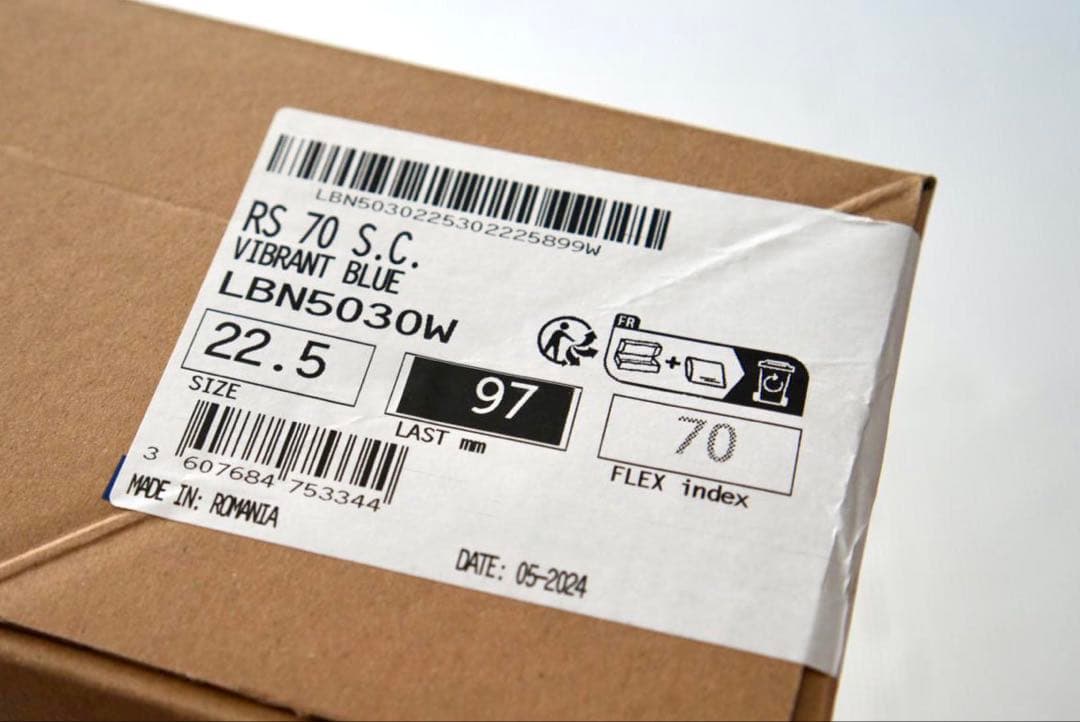 LBN5030225302225899W
RS 70 S.C.
VIBRANT BLUE
LBN5030W
22.5
SIZE
97
LAST mm
FR
+
70
FLEX index
3 607684 753344
MADE IN: ROMANIA
DATE: 05-2024